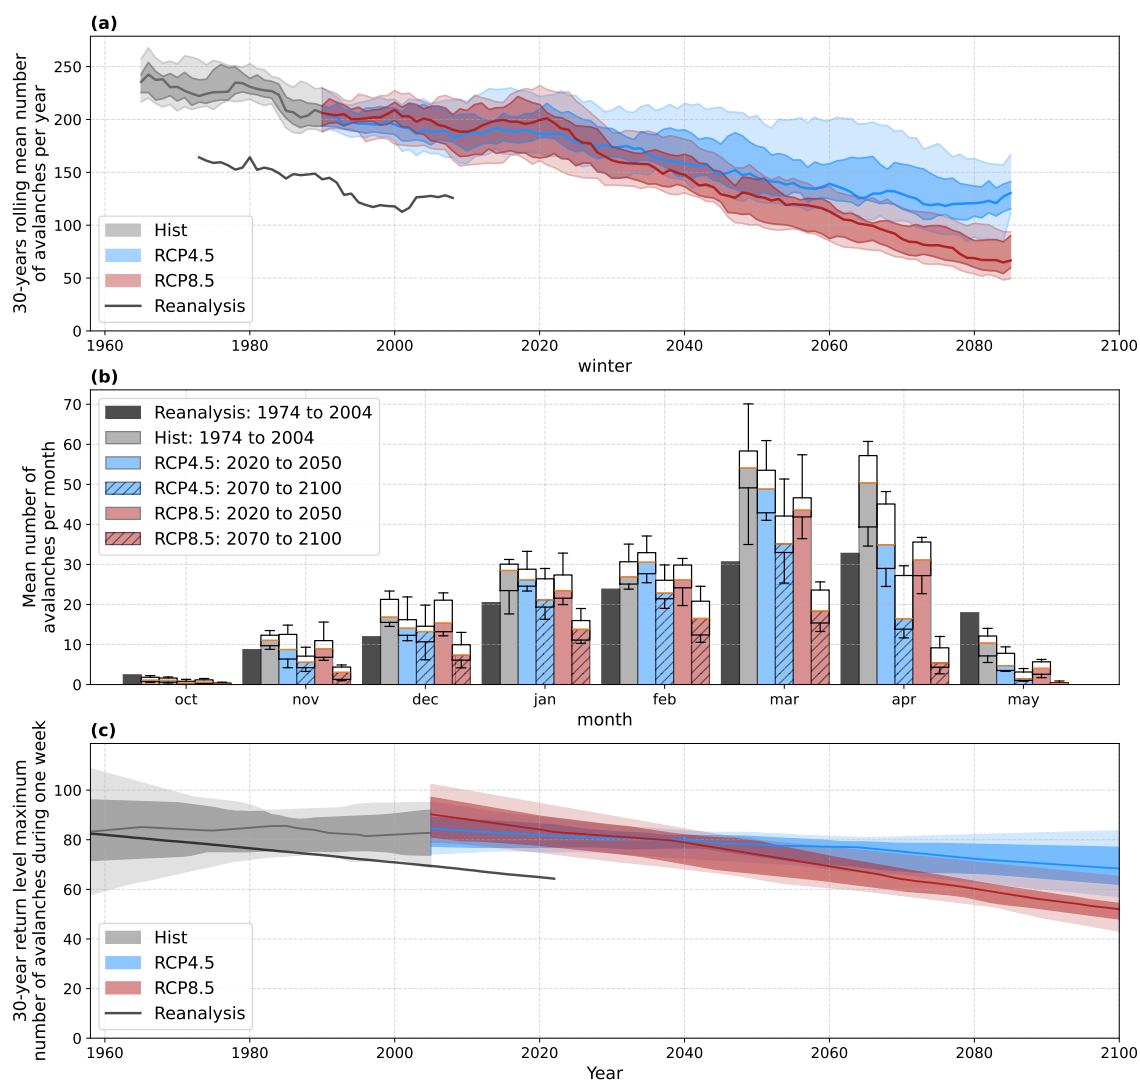 (a)
30-years rolling mean number
of avalanches per year
250
200
150
100
50
0
Hist
RCP4.5
RCP8.5
Reanalysis
1960
1980
2000
2020
2040
2060
2080
2100
winter
(b)
Mean number of
avalanches per month
70
60
50
40
30
20
10
0
Reanalysis: 1974 to 2004
Hist: 1974 to 2004
RCP4.5: 2020 to 2050
RCP4.5: 2070 to 2100
RCP8.5: 2020 to 2050
RCP8.5: 2070 to 2100
oct
nov
dec
jan
feb
mar
apr
may
month
(c)
30-year return level maximum
number of avalanches during one week
100
80
60
40
20
0
Hist
RCP4.5
RCP8.5
Reanalysis
1960
1980
2000
2020
2040
2060
2080
2100
Year